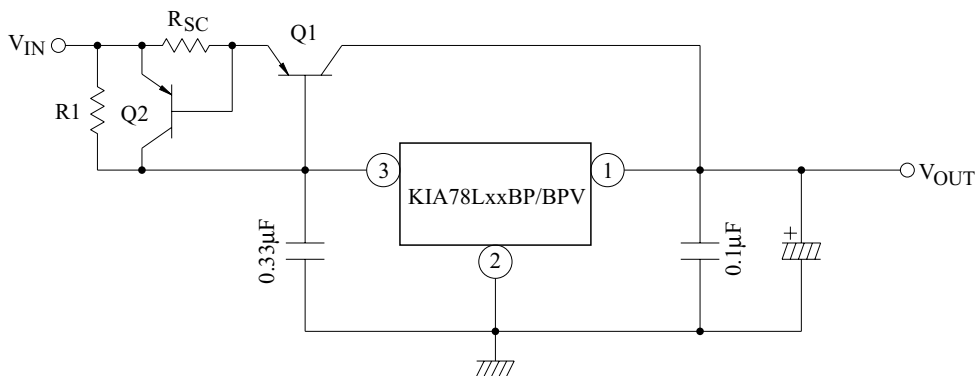 RSC
Q1
VIN
R1
Q2
3
KIA78LxxBP/BPV
1
VOUT
2
0.33μF
0.1μF
+